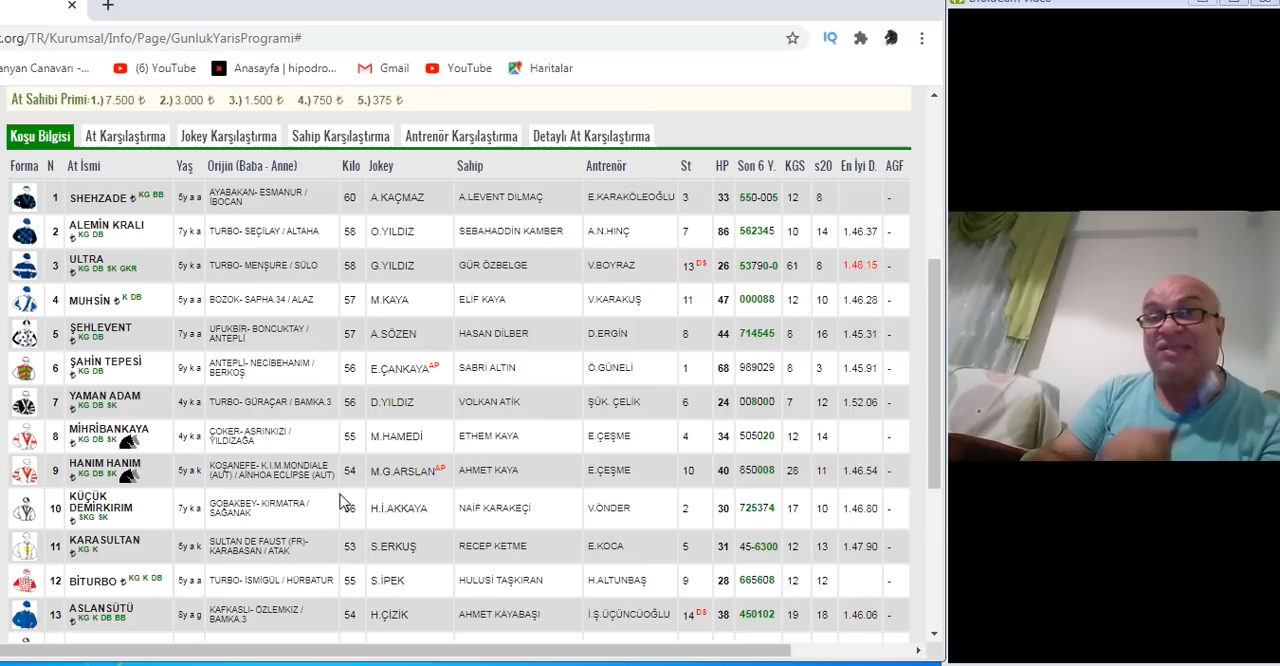 DroidCam Video
.org/TR/Kurumsal/Info/Page/GunlukYarisProgrami#
anyan Canavarı -... (6) YouTube Anasayfa | hipodro... Gmail YouTube Haritalar
At Sahibi Primi: 1.) 7.500 ₺ 2.) 3.000 ₺ 3.) 1.500 ₺ 4.) 750 ₺ 5.) 375 ₺
Koşu Bilgisi At Karşılaştırma Jokey Karşılaştırma Sahip Karşılaştırma Antrenör Karşılaştırma Detaylı At Karşılaştırma
Forma N At İsmi Yaş Orijin (Baba - Anne) Kilo Jokey Sahip Antrenör St HP Son 6 Y. KGS s20 En İyi D. AGF
1 SHEHZADE ₺ KG BB 5y a a AYABAKAN- ESMANUR / İBOCAN 60 A.KAÇMAZ A.LEVENT DİLMAÇ E.KARAKÖLEOĞLU 3 33 550-005 12 8 -
2 ALEMİN KRALI ₺ KG DB 7y k a TURBO- SEÇİLAY / ALTAHA 58 O.YILDIZ SEBAHADDİN KAMBER A.N.HINÇ 7 86 562345 10 14 1.46.37 -
3 ULTRA ₺ KG DB SK GKR 5y k a TURBO- MENŞURE / SÜLO 58 G.YILDIZ GÜR ÖZBELGE V.BOYRAZ 13 DS 26 53790-0 61 8 1.48.15 -
4 MUHSİN ₺ K DB 5y a a BOZOK- SAPHA.34 / ALAZ 57 M.KAYA ELİF KAYA V.KARAKUŞ 11 47 000088 12 10 1.46.28 -
5 ŞEHLEVENT ₺ KG DB 7y a a UFUKBİR- BONCUKTAY / ANTEPLİ 57 A.SÖZEN HASAN DİLBER D.ERGİN 8 44 714545 8 16 1.45.31 -
6 ŞAHİN TEPESİ ₺ KG DB 9y k a ANTEPLİ- NECİBEHANIM / BERKOŞ 56 E.ÇANKAYA AP SABRİ ALTIN Ö.GÜNELİ 1 68 989029 8 3 1.45.91 -
7 YAMAN ADAM ₺ KG DB SK 4y k a TURBO- GÜRAÇAR / BAMKA.3 56 D.YILDIZ VOLKAN ATİK ŞÜK. ÇELİK 6 24 008000 7 12 1.52.06 -
8 MİHRİBANKAYA ₺ KG DB SK 4y k a ÇOKER- ASRINKIZI / YILDIZAĞA 55 M.HAMEDİ ETHEM KAYA E.ÇEŞME 4 34 505020 12 14 -
9 HANIM HANIM ₺ KG DB SK 5y a k KOŞANEFE- K.I.M.MONDIALE (AUT) / AINHOA ECLIPSE (AUT) 54 M.G.ARSLAN AP AHMET KAYA E.ÇEŞME 10 40 850008 28 11 1.46.54 -
10 KÜÇÜK DEMİRKIRIM ₺ SKG SK 7y k a GOBAKBEY- KIRMATRA / SAĞANAK H.İ.AKKAYA NAİF KARAKEÇİ V.ÖNDER 2 30 725374 17 10 1.46.80 -
11 KARASULTAN ₺ KG K 6y a k SULTAN DE FAUST (FR)- KARABASAN / ATAK 53 S.ERKUŞ RECEP KETME E.KOCA 5 31 45-6300 12 13 1.47.90 -
12 BİTURBO ₺ KG K DB 5y a a TURBO- İSMİGÜL / HÜRBATUR 55 S.İPEK HULUSİ TAŞKIRAN H.ALTUNBAŞ 9 28 665608 12 12 -
13 ASLANSÜTÜ ₺ KG K DB BB 8y a g KAFKASLI- ÖZLEMKIZ / BAMKA.3 54 H.ÇİZİK AHMET KAYABAŞI İ.Ş.ÜÇÜNCÜOĞLU 14 DS 38 450102 19 18 1.46.06 -